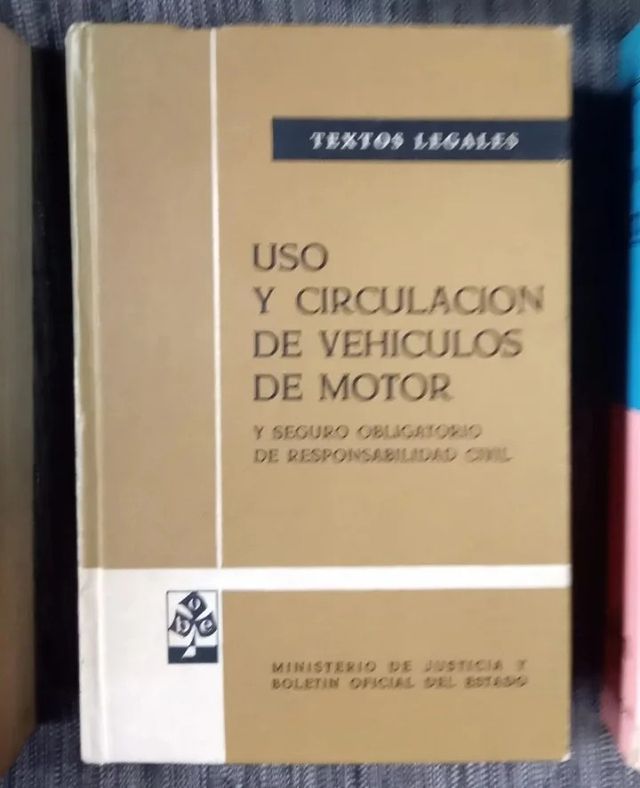 TEXTOS LEGALES
USO
Y CIRCULACION
DE VEHICULOS
DE MOTOR
Y SEGURO OBLIGATORIO
DE RESPONSABILIDAD CIVIL
b o e
MINISTERIO DE JUSTICIA Y
BOLETIN OFICIAL DEL ESTADO